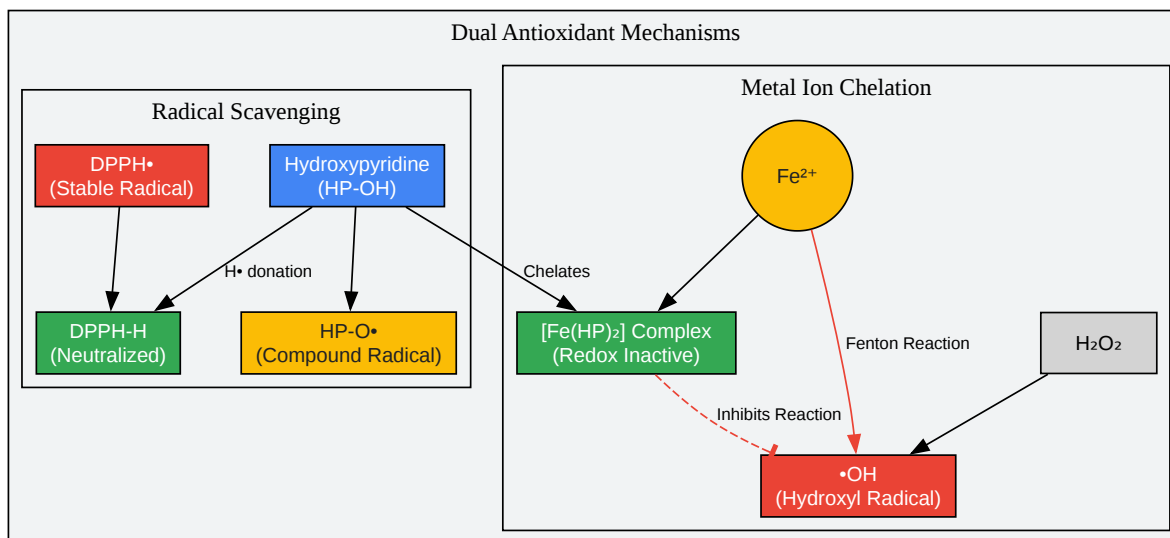 Dual Antioxidant Mechanisms
Radical Scavenging
DPPH•
(Stable Radical)
Hydroxypyridine
(HP-OH)
H• donation
DPPH-H
(Neutralized)
HP-O•
(Compound Radical)
Metal Ion Chelation
Fe²⁺
Chelates
[Fe(HP)₂] Complex
(Redox Inactive)
Fenton Reaction
H₂O₂
Inhibits Reaction
•OH
(Hydroxyl Radical)